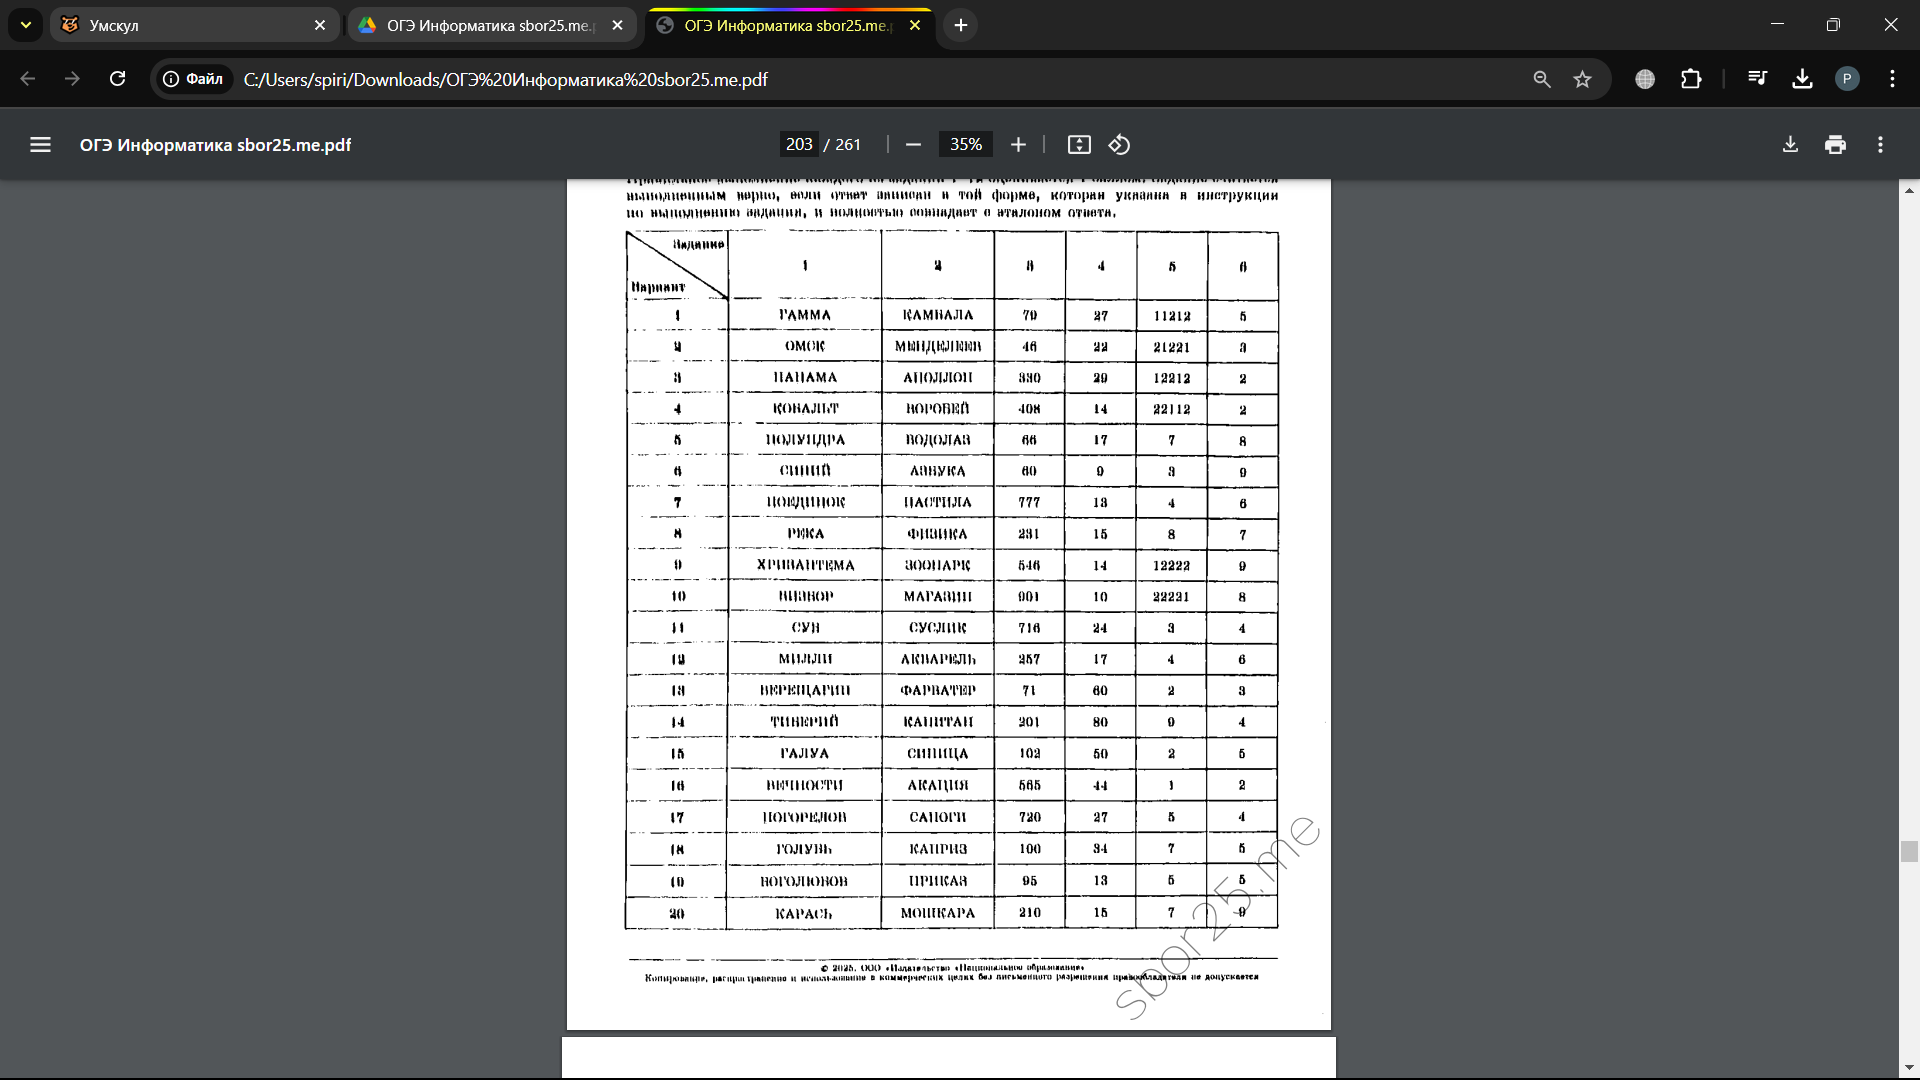 Умскул
ОГЭ Информатика sbor25.me.p
ОГЭ Информатика sbor25.me.p
Файл C:/Users/spiri/Downloads/ОГЭ%20Информатика%20sbor25.me.pdf
P
ОГЭ Информатика sbor25.me.pdf 203 / 261 35%
выполненным верно, если ответ записан в той форме, которая указана в инструкции
по выполнению задания, и полностью совпадает с эталоном ответа.
Задание
Вариант 1 2 3 4 5 6
1 ГАММА КАМБАЛА 79 27 11212 5
2 ОМСК МЕНДЕЛЕЕВ 46 22 21221 3
3 ПАНАМА АПОЛЛОН 330 29 12212 2
4 КОБАЛЬТ ВОРОБЕЙ 408 14 22112 2
5 ПОЛУНДРА ВОДОЛАЗ 66 17 7 8
6 СИНИЙ АЗБУКА 60 9 3 9
7 ПОЕДИНОК ПАСТИЛА 777 13 4 6
8 РЕКА ФИЗИКА 231 15 8 7
9 ХРИЗАНТЕМА ЗООПАРК 546 14 12222 9
10 ВИЗБОР МАГАЗИН 901 10 22221 8
11 СУП СУСЛИК 716 24 3 4
12 МИЛЛИ АКВАРЕЛЬ 257 17 4 6
13 ВЕРЕЩАГИН ФАРВАТЕР 71 60 2 3
14 ТИБЕРИЙ КАПИТАН 201 80 9 4
15 ГАЛУА СИНИЦА 102 50 2 5
16 ВЕЧНОСТИ АКАЦИЯ 565 44 1 2
17 ПОГОРЕЛОВ САПОГИ 720 27 5 4
18 ГОЛУБЬ КАПРИЗ 100 34 7 5
19 БОГОЛЮБОВ ПРИКАЗ 95 13 5 5
20 КАРАСЬ МОШКАРА 210 15 7 9
© 2025. ООО «Издательство «Национальное образование»
Копирование, распространение и использование в коммерческих целях без письменного разрешения правообладателя не допускается
sbor25.me